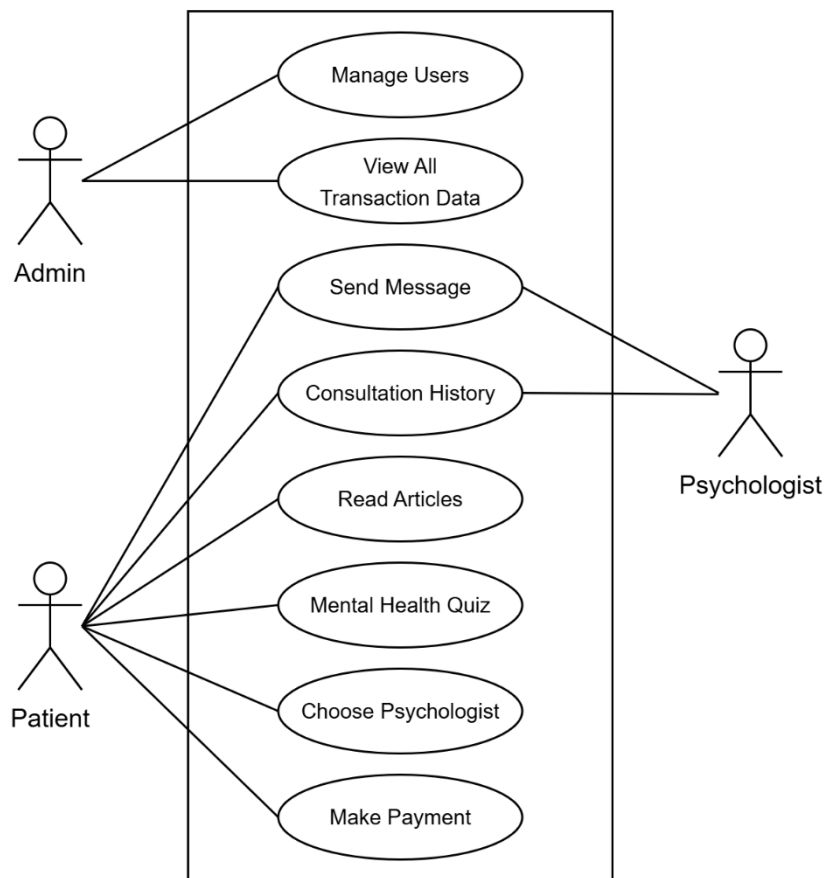 Manage Users
View All
Transaction Data
Admin
Send Message
Consultation History
Psychologist
Read Articles
Mental Health Quiz
Patient
Choose Psychologist
Make Payment